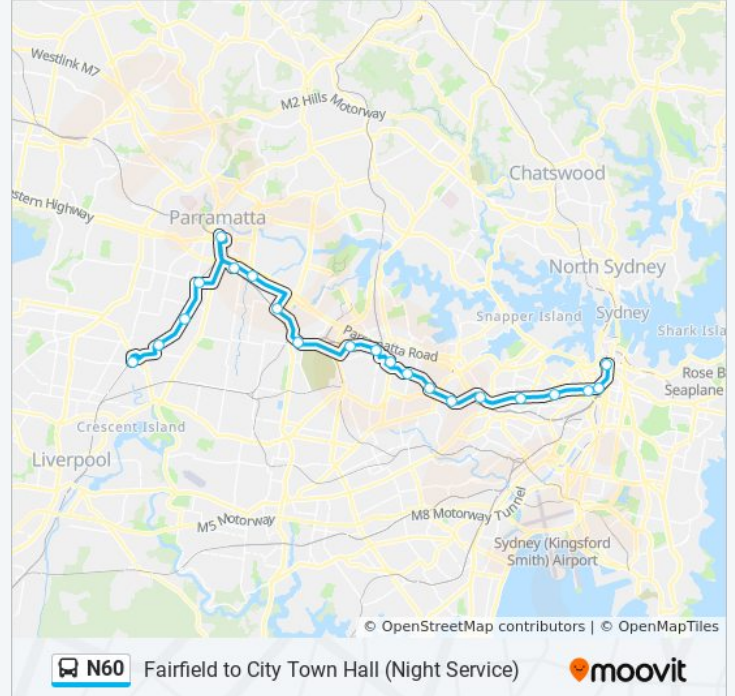 Westlink M7
M2 Hills Motorway
Chatswood
stern Highway
Parramatta
North Sydney
Snapper Island
Sydney
Shark Isla
Parramatta Road
Rose B
Seaplane
Crescent Island
Liverpool
M5 Motorway
M8 Motorway Tunnel
Sydney (Kingsford
Smith) Airport
© OpenStreetMap contributors | © OpenMapTiles
N60 Fairfield to City Town Hall (Night Service) moovit